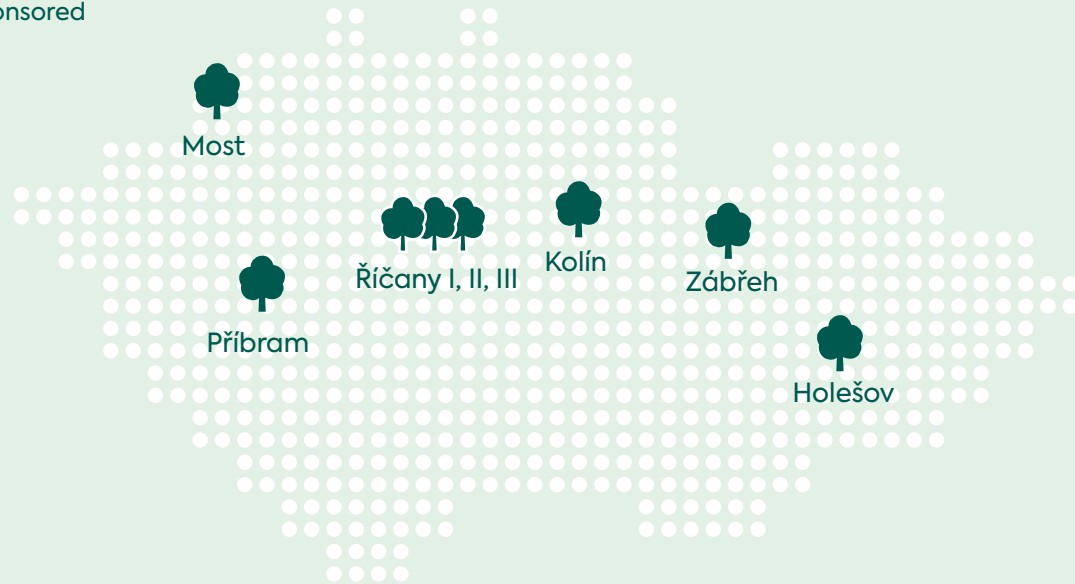 Most
Říčany I, II, III
Kolín
Zábřeh
Příbram
Holešov